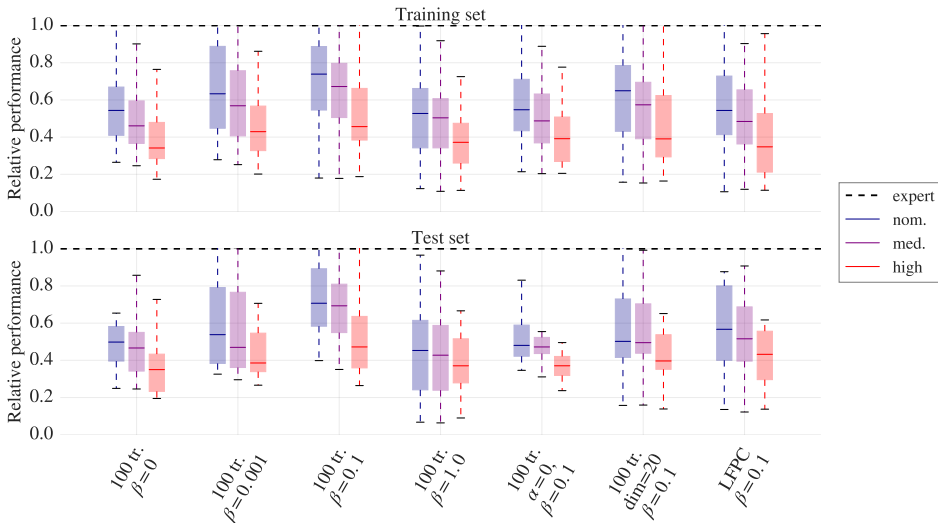 Training set
Relative performance
1.0
0.8
0.6
0.4
0.2
0.0
Test set
Relative performance
1.0
0.8
0.6
0.4
0.2
0.0
100 tr.
β=0
100 tr.
β=0.001
100 tr.
β=0.1
100 tr.
β=1.0
100 tr.
α=0,
β=0.1
100 tr.
dim=20
β=0.1
LFPC
β=0.1
expert
nom.
med.
high